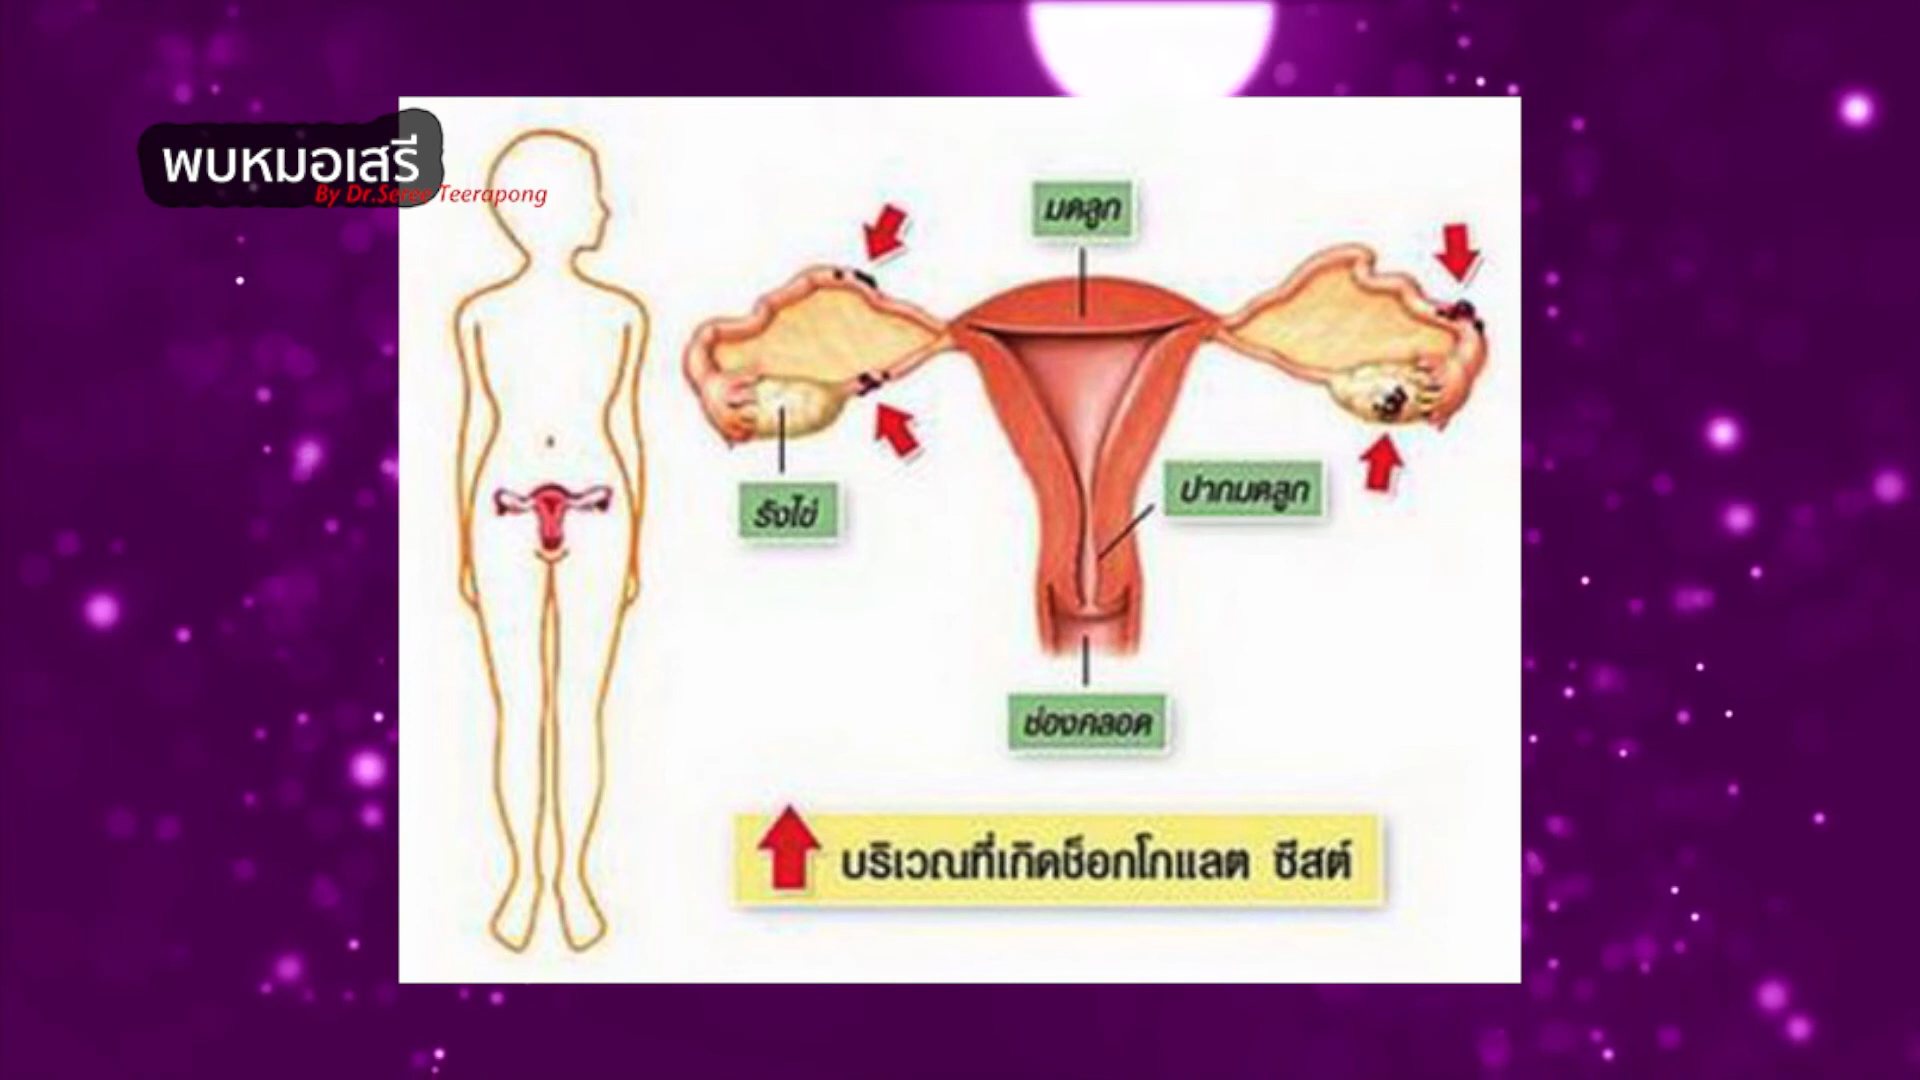 พบหมอเสรี
By Dr.Seree Teerapong
มดลูก
รังไข่
ปากมดลูก
ช่องคลอด
บริเวณที่เกิดช็อกโกแลต ซีสต์